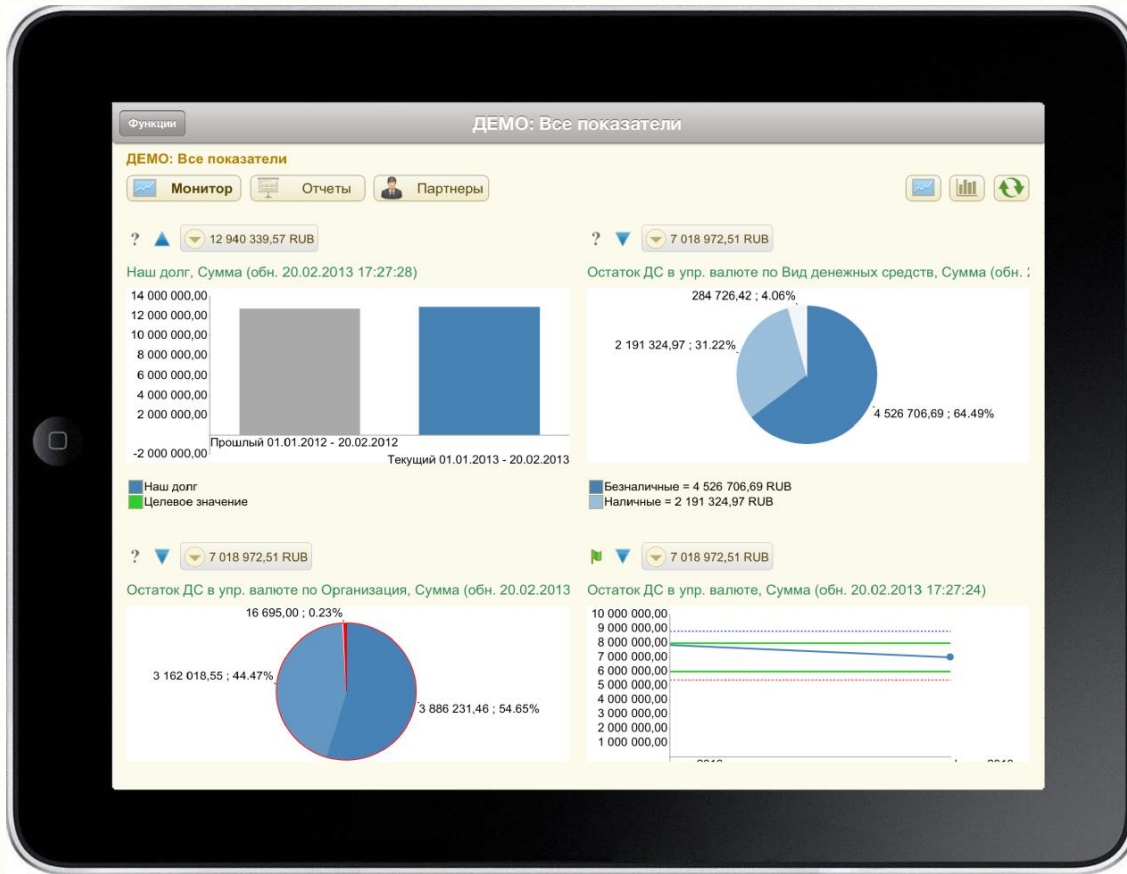 Функции
ДЕМО: Все показатели
ДЕМО: Все показатели
Монитор
Отчеты
Партнеры
? 12 940 339,57 RUB
Наш долг, Сумма (обн. 20.02.2013 17:27:28)
14 000 000,00
12 000 000,00
10 000 000,00
8 000 000,00
6 000 000,00
4 000 000,00
2 000 000,00
-2 000 000,00
Прошлый 01.01.2012 - 20.02.2012
Текущий 01.01.2013 - 20.02.2013
Наш долг
Целевое значение
? 7 018 972,51 RUB
Остаток ДС в упр. валюте по Вид денежных средств, Сумма (обн.
284 726,42 ; 4.06%
2 191 324,97 ; 31.22%
4 526 706,69 ; 64.49%
Безналичные = 4 526 706,69 RUB
Наличные = 2 191 324,97 RUB
? 7 018 972,51 RUB
Остаток ДС в упр. валюте по Организация, Сумма (обн. 20.02.2013
16 695,00 ; 0.23%
3 162 018,55 ; 44.47%
3 886 231,46 ; 54.65%
7 018 972,51 RUB
Остаток ДС в упр. валюте, Сумма (обн. 20.02.2013 17:27:24)
10 000 000,00
9 000 000,00
8 000 000,00
7 000 000,00
6 000 000,00
5 000 000,00
4 000 000,00
3 000 000,00
2 000 000,00
1 000 000,00